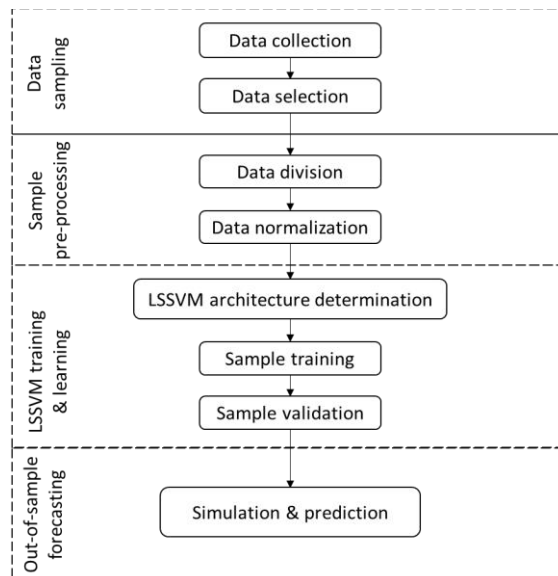 Data sampling
Data collection
Data selection
Sample
pre-processing
Data division
Data normalization
LSSVM training
& learning
LSSVM architecture determination
Sample training
Sample validation
Out-of-sample
forecasting
Simulation & prediction